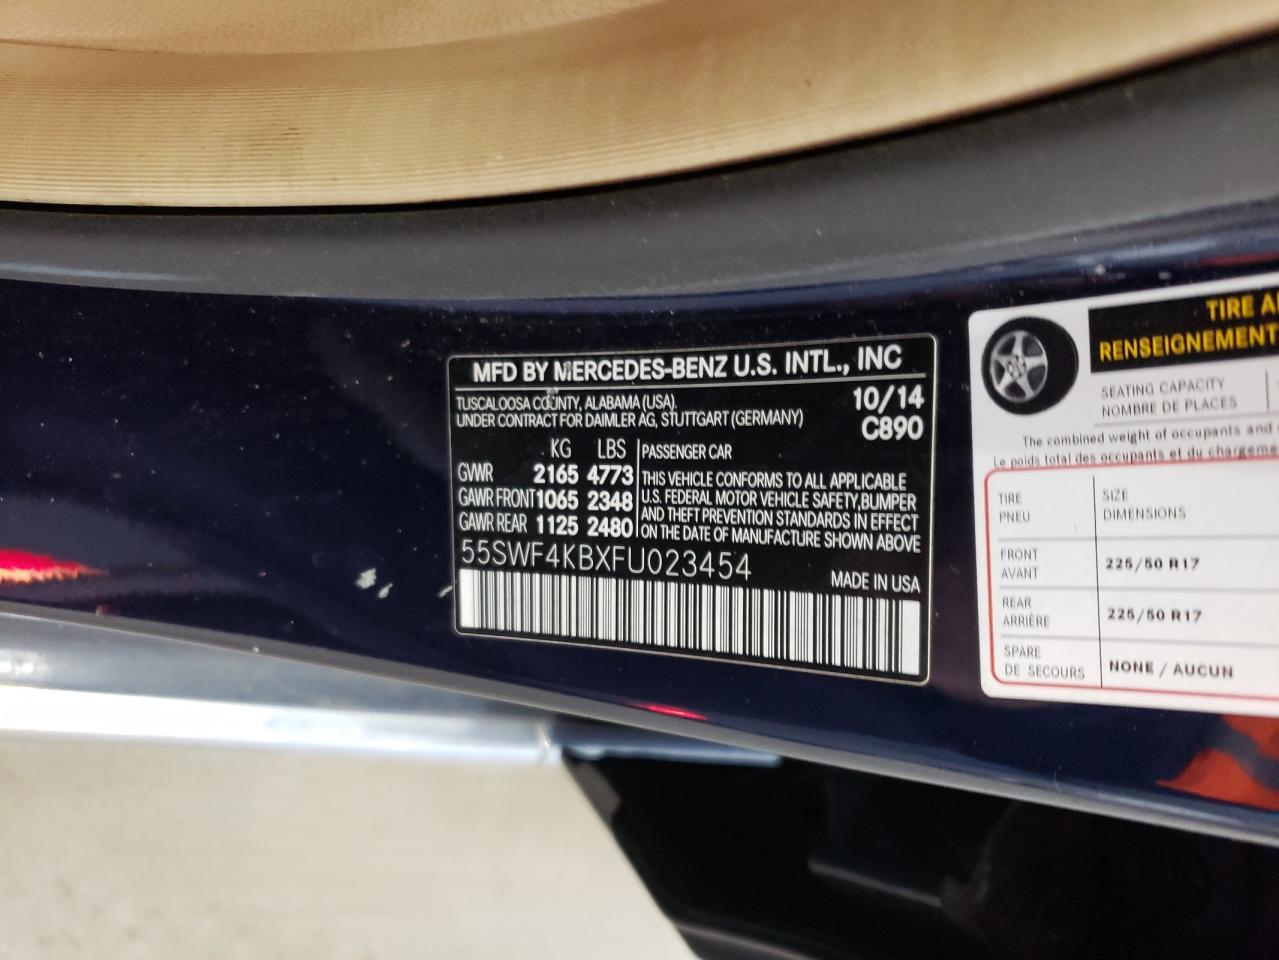 MFD BY MERCEDES-BENZ U.S. INTL., INC
TUSCALOOSA COUNTY, ALABAMA (USA). 10/14
UNDER CONTRACT FOR DAIMLER AG, STUTTGART (GERMANY) C890
KG LBS
GVWR 2165 4773
GAWR FRONT 1065 2348
GAWR REAR 1125 2480
PASSENGER CAR
THIS VEHICLE CONFORMS TO ALL APPLICABLE
U.S. FEDERAL MOTOR VEHICLE SAFETY, BUMPER
AND THEFT PREVENTION STANDARDS IN EFFECT
ON THE DATE OF MANUFACTURE SHOWN ABOVE
55SWF4KBXFU023454
MADE IN USA
TIRE
RENSEIGNEMENT
SEATING CAPACITY
NOMBRE DE PLACES
The combined weight of occupants and
Le poids total des occupants et du
TIRE SIZE
PNEU DIMENSIONS
FRONT
AVANT 225/50 R17
REAR
ARRIÈRE 225/50 R17
SPARE
DE SECOURS NONE / AUCUN